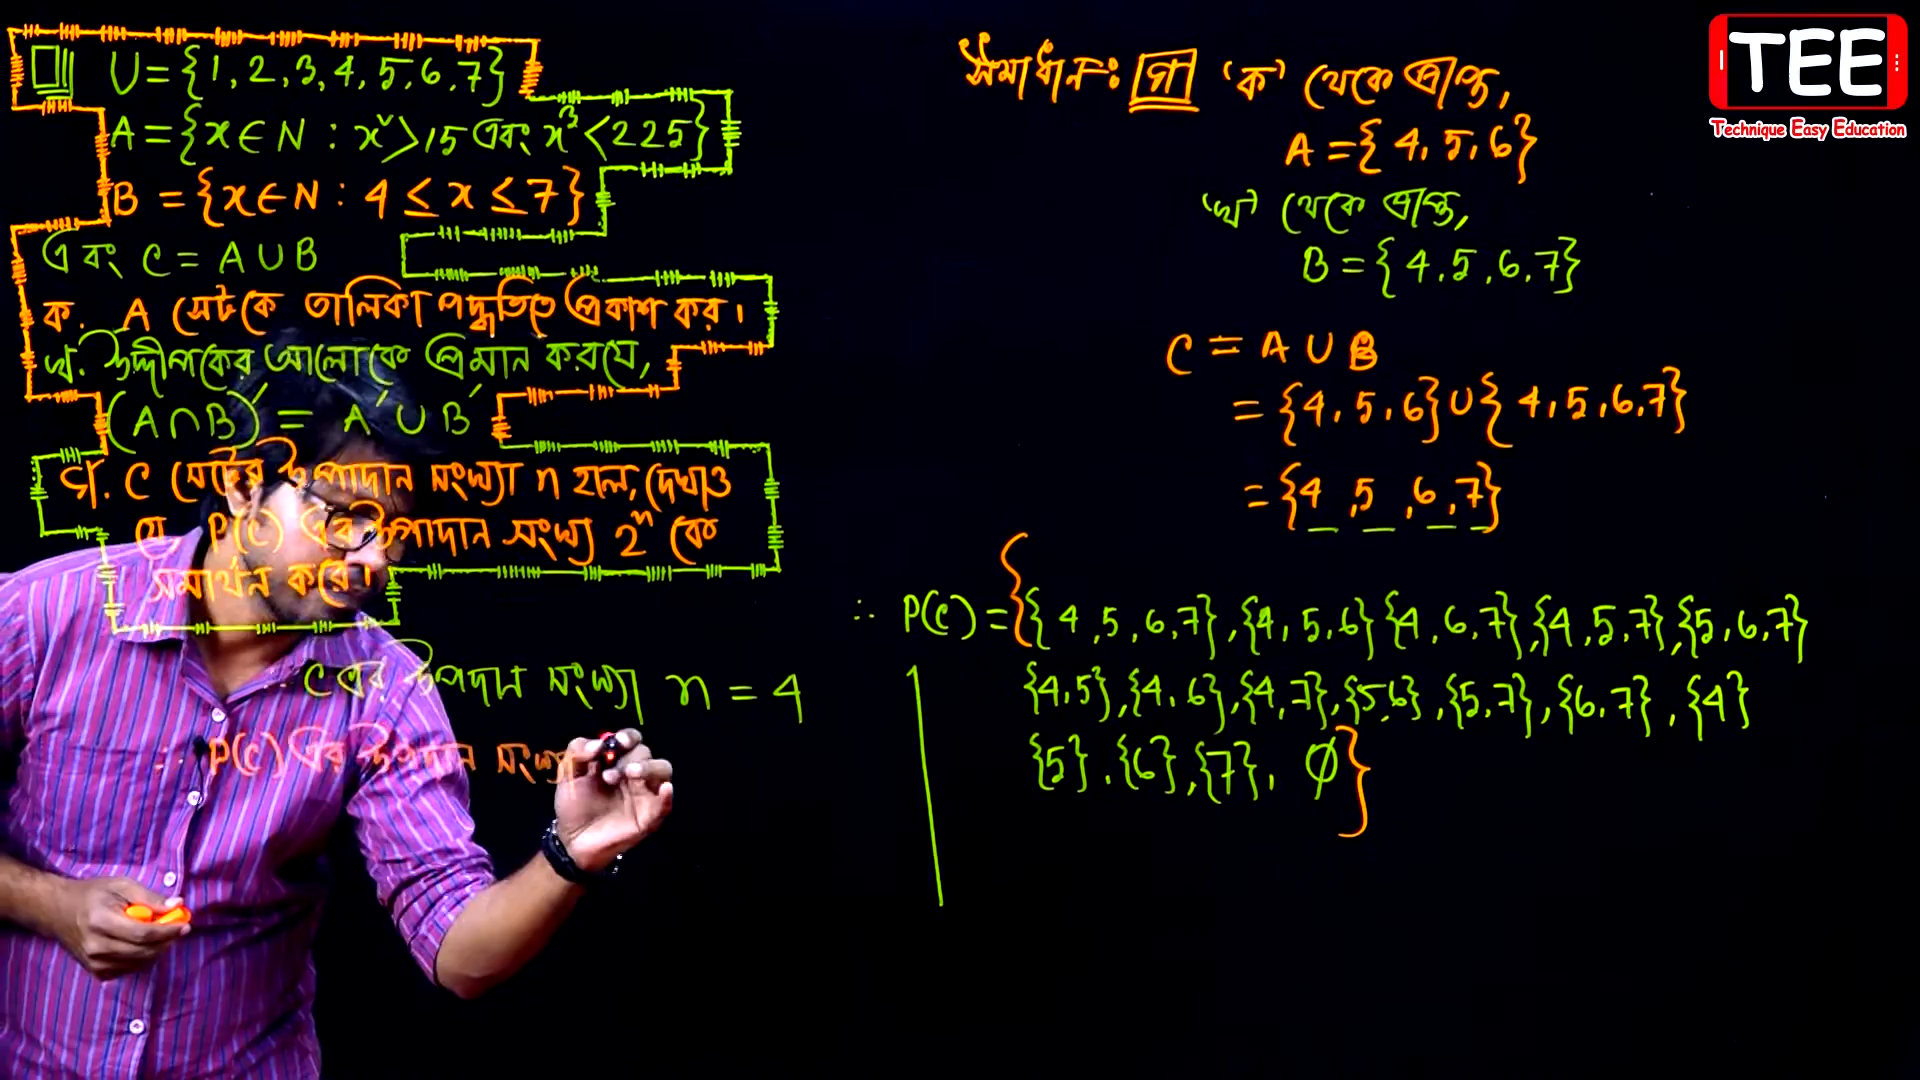 U = {1, 2, 3, 4, 5, 6, 7}
A = {x ∈ N : x² > 15 এবং x³ < 225}
B = {x ∈ N : 4 ≤ x ≤ 7}
এবং C = A ∪ B
ক. A সেটকে তালিকা পদ্ধতিতে প্রকাশ কর।
খ. উদ্দীপকের আলোকে প্রমান করযে,
(A ∩ B)′ = A′ ∪ B′
গ. C সেটের উপাদান সংখ্যা n হলে, দেখাও
যে, P(C) এর উপাদান সংখ্যা 2ⁿ কে
সমর্থন করে।
C এর উপাদান সংখ্যা n = 4
∴ P(C) এর উপাদান সংখ্যা
সমাধান: গ 'ক' থেকে প্রাপ্ত,
A = {4, 5, 6}
'খ' থেকে প্রাপ্ত,
B = {4, 5, 6, 7}
C = A ∪ B
= {4, 5, 6} ∪ {4, 5, 6, 7}
= {4, 5, 6, 7}
∴ P(C) = {{4, 5, 6, 7}, {4, 5, 6} {4, 6, 7}, {4, 5, 7}, {5, 6, 7}
{4, 5}, {4, 6}, {4, 7}, {5, 6}, {5, 7}, {6, 7}, {4}
{5}, {6}, {7}, ∅}
TEE
Technique Easy Education